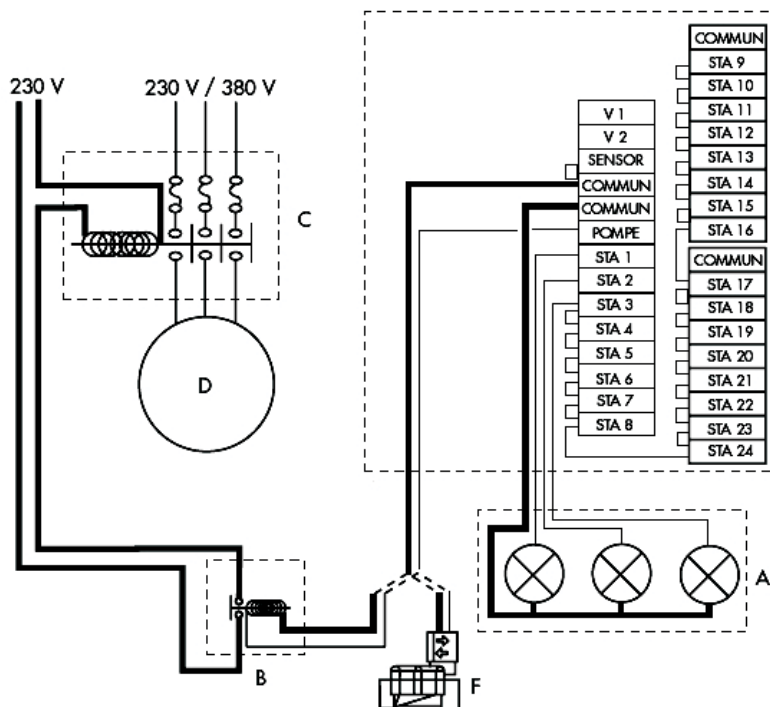 230 V
230 V / 380 V
C
D
B
F
A
V 1
V 2
SENSOR
COMMUN
COMMUN
POMPE
STA 1
STA 2
STA 3
STA 4
STA 5
STA 6
STA 7
STA 8
COMMUN
STA 9
STA 10
STA 11
STA 12
STA 13
STA 14
STA 15
STA 16
COMMUN
STA 17
STA 18
STA 19
STA 20
STA 21
STA 22
STA 23
STA 24